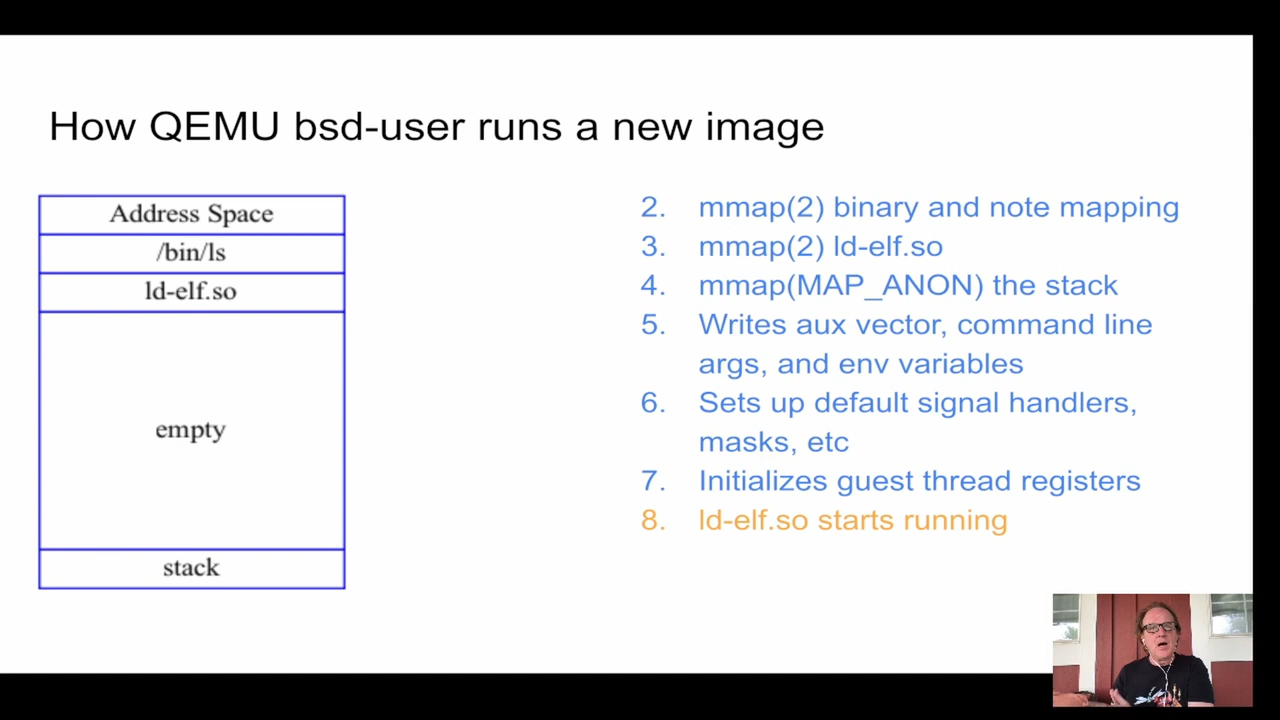 How QEMU bsd-user runs a new image
Address Space
/bin/ls
ld-elf.so
empty
stack
2. mmap(2) binary and note mapping
3. mmap(2) ld-elf.so
4. mmap(MAP_ANON) the stack
5. Writes aux vector, command line
args, and env variables
6. Sets up default signal handlers,
masks, etc
7. Initializes guest thread registers
8. ld-elf.so starts running